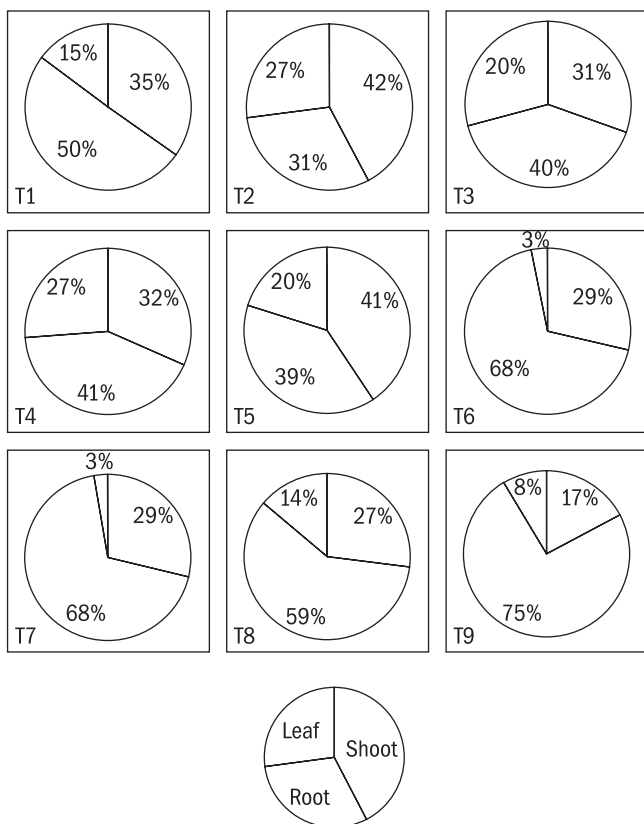 15%
35%
50%
T1
27%
42%
31%
T2
20%
31%
40%
T3
27%
32%
41%
T4
20%
41%
39%
T5
3%
29%
68%
T6
3%
29%
68%
T7
14%
27%
59%
T8
8%
17%
75%
T9
Leaf
Shoot
Root